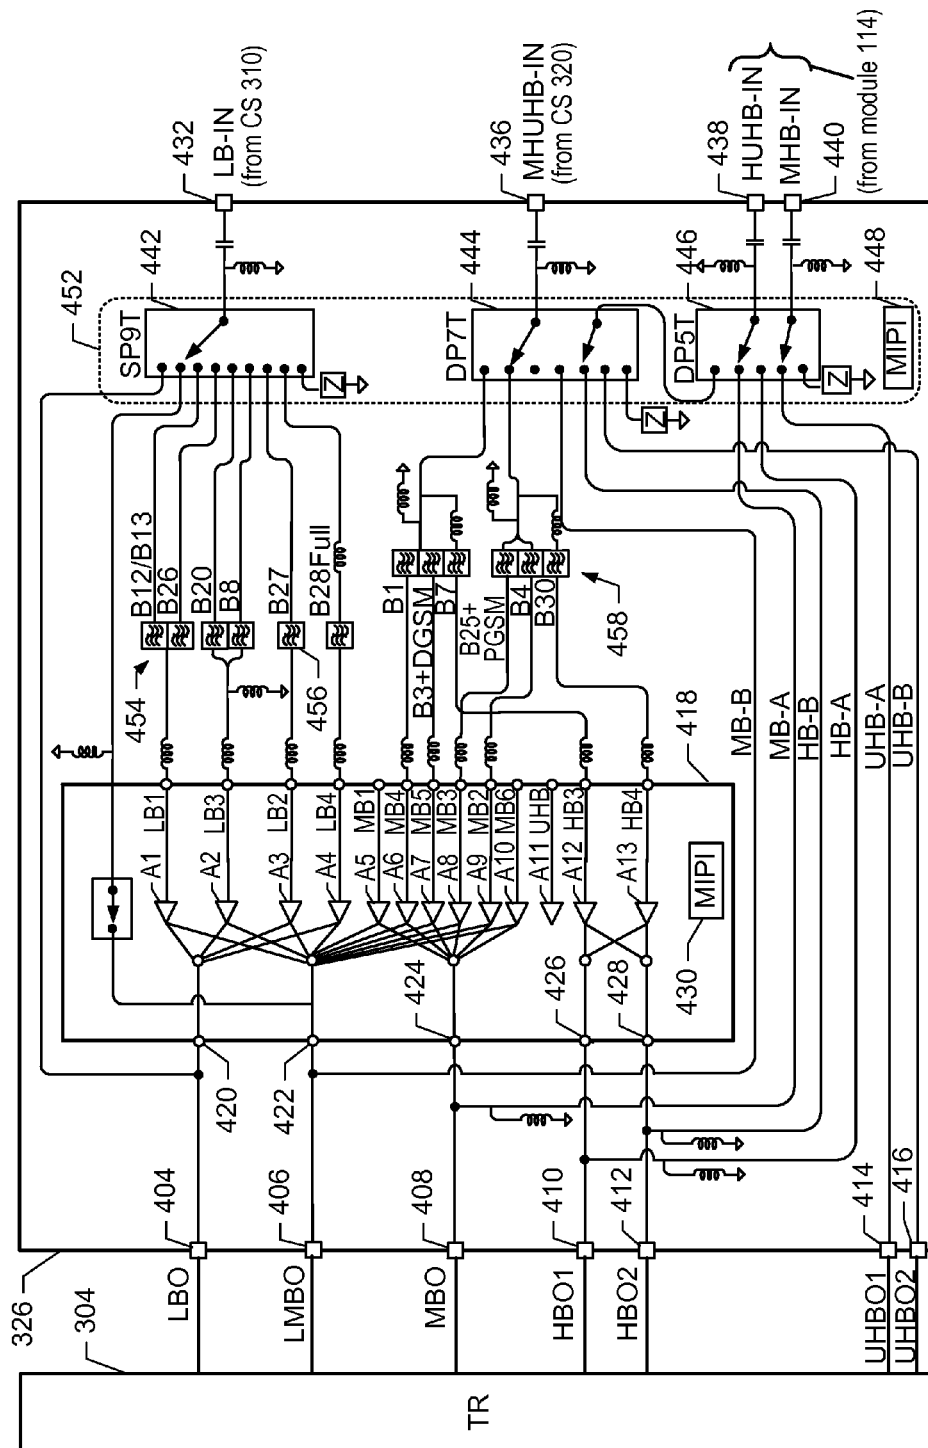 326
304
TR
LBO
404
LMBO
406
MBO
408
HBO1
410
HBO2
412
UHBO1
414
UHBO2
416
420
422
424
426
428
430
MIPI
418
A1
LB1
A2
LB3
A3
LB2
A4
LB4
A5
MB1
A6
MB4
A7
MB5
A8
MB3
A9
MB2
A10
MB6
A11
UHB
A12
HB3
A13
HB4
454
B12/B13
B26
B20
B8
B27
456
B28Full
B1
B3+DGSM
B7
B25+
PGSM
B4
B30
458
MB-B
MB-A
HB-B
HB-A
UHB-A
UHB-B
452
SP9T
442
Z
DP7T
444
Z
DP5T
446
Z
MIPI
448
432
LB-IN
(from CS 310)
436
MHUHB-IN
(from CS 320)
438
HUHB-IN
MHB-IN
440
(from module 114)